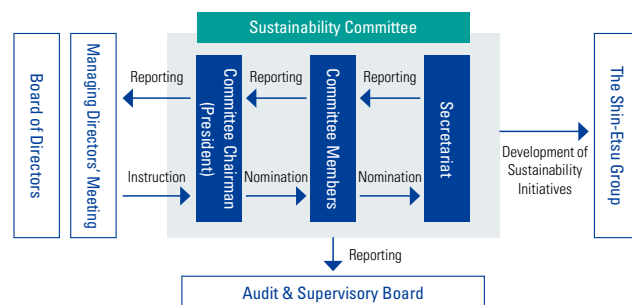 Sustainability Committee
Board of Directors
Managing Directors' Meeting
Reporting
Instruction
Committee Chairman
(President)
Reporting
Nomination
Committee Members
Reporting
Nomination
Secretariat
Development of
Sustainability
Initiatives
The Shin-Etsu Group
Reporting
Audit & Supervisory Board